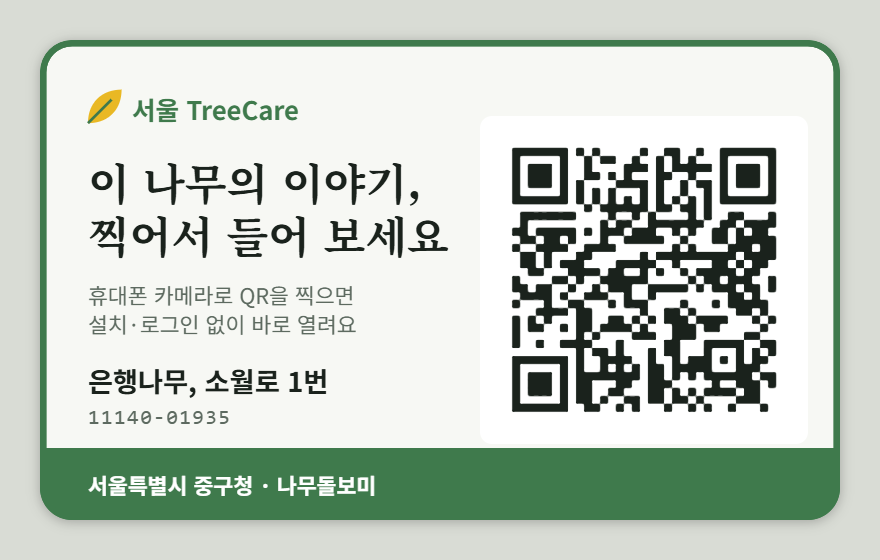 서울 TreeCare
이 나무의 이야기,
찍어서 들어 보세요
휴대폰 카메라로 QR을 찍으면
설치·로그인 없이 바로 열려요
은행나무, 소월로 1번
11140-01935
서울특별시 중구청 · 나무돌보미